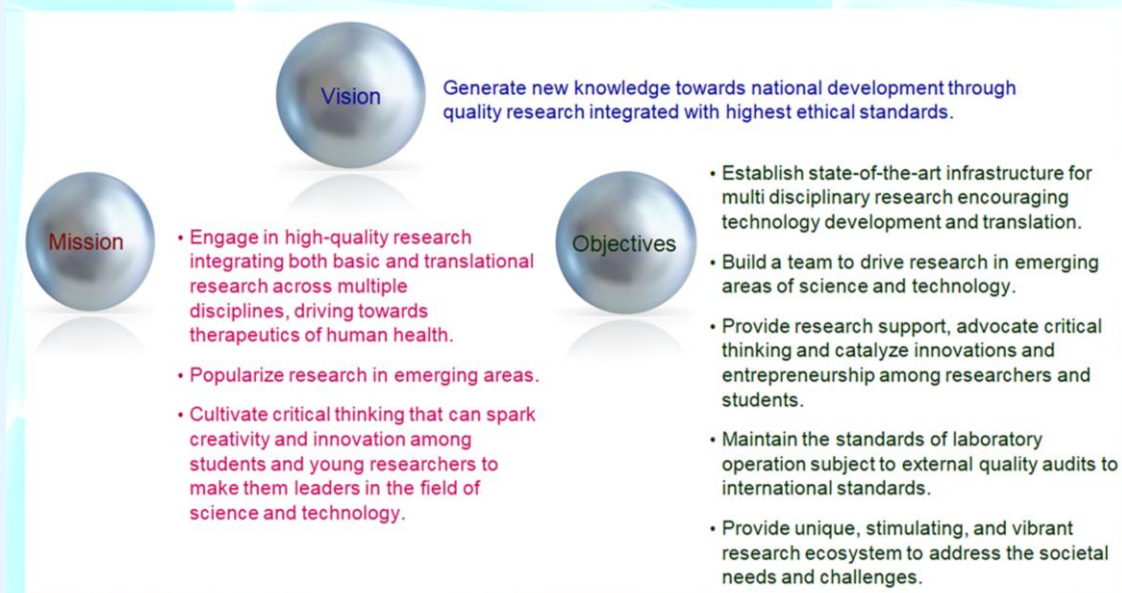 Vision
Generate new knowledge towards national development through
quality research integrated with highest ethical standards.
Mission
• Engage in high-quality research
integrating both basic and translational
research across multiple
disciplines, driving towards
therapeutics of human health.
• Popularize research in emerging areas.
• Cultivate critical thinking that can spark
creativity and innovation among
students and young researchers to
make them leaders in the field of
science and technology.
Objectives
• Establish state-of-the-art infrastructure for
multi disciplinary research encouraging
technology development and translation.
• Build a team to drive research in emerging
areas of science and technology.
• Provide research support, advocate critical
thinking and catalyze innovations and
entrepreneurship among researchers and
students.
• Maintain the standards of laboratory
operation subject to external quality audits to
international standards.
• Provide unique, stimulating, and vibrant
research ecosystem to address the societal
needs and challenges.